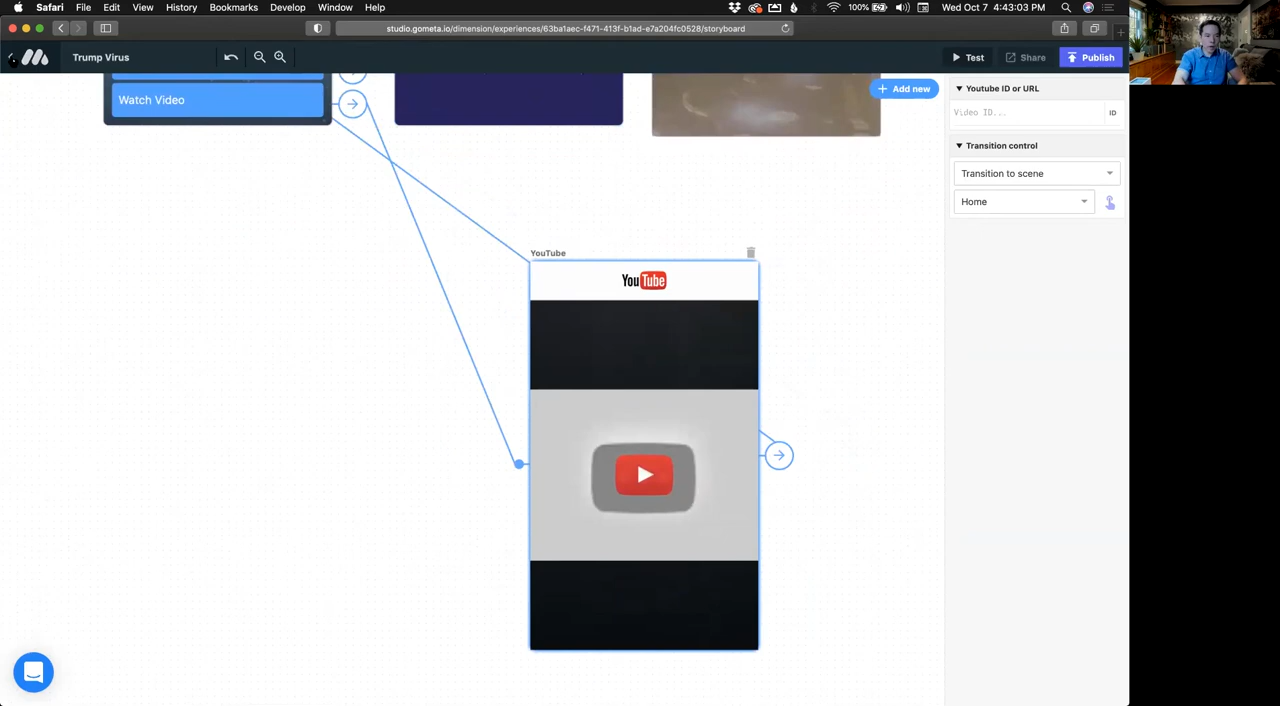 Safari File Edit View History Bookmarks Develop Window Help
100% Wed Oct 7 4:43:03 PM
studio.gometa.io/dimension/experiences/63ba1aec-f471-413f-b1ad-e7a204fc0528/storyboard
Trump Virus
Test
Share
Publish
Watch Video
Add new
Youtube ID or URL
Video ID...
ID
Transition control
Transition to scene
Home
YouTube
YouTube